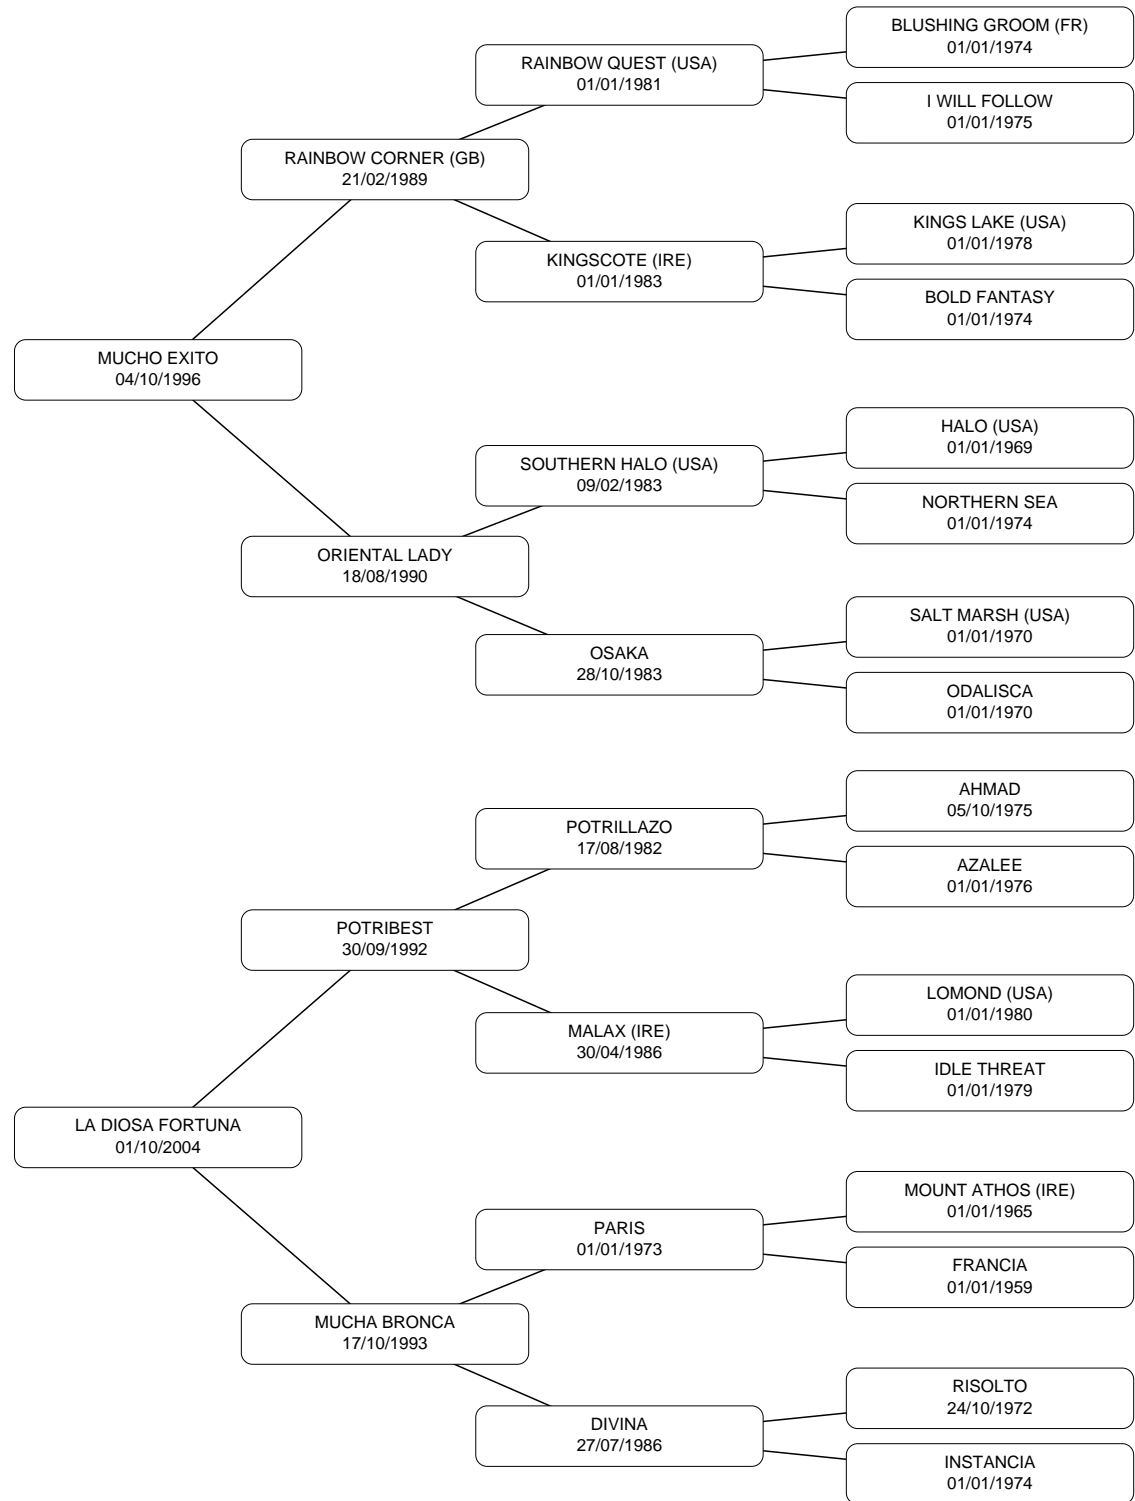 BLUSHING GROOM (FR)
01/01/1974
RAINBOW QUEST (USA)
01/01/1981
I WILL FOLLOW
01/01/1975
RAINBOW CORNER (GB)
21/02/1989
KINGS LAKE (USA)
01/01/1978
KINGSCOTE (IRE)
01/01/1983
BOLD FANTASY
01/01/1974
MUCHO EXITO
04/10/1996
HALO (USA)
01/01/1969
SOUTHERN HALO (USA)
09/02/1983
NORTHERN SEA
01/01/1974
ORIENTAL LADY
18/08/1990
SALT MARSH (USA)
01/01/1970
OSAKA
28/10/1983
ODALISCA
01/01/1970
AHMAD
05/10/1975
POTRILLAZO
17/08/1982
AZALEE
01/01/1976
POTRIBEST
30/09/1992
LOMOND (USA)
01/01/1980
MALAX (IRE)
30/04/1986
IDLE THREAT
01/01/1979
LA DIOSA FORTUNA
01/10/2004
MOUNT ATHOS (IRE)
01/01/1965
PARIS
01/01/1973
FRANCIA
01/01/1959
MUCHA BRONCA
17/10/1993
RISOLTO
24/10/1972
DIVINA
27/07/1986
INSTANCIA
01/01/1974